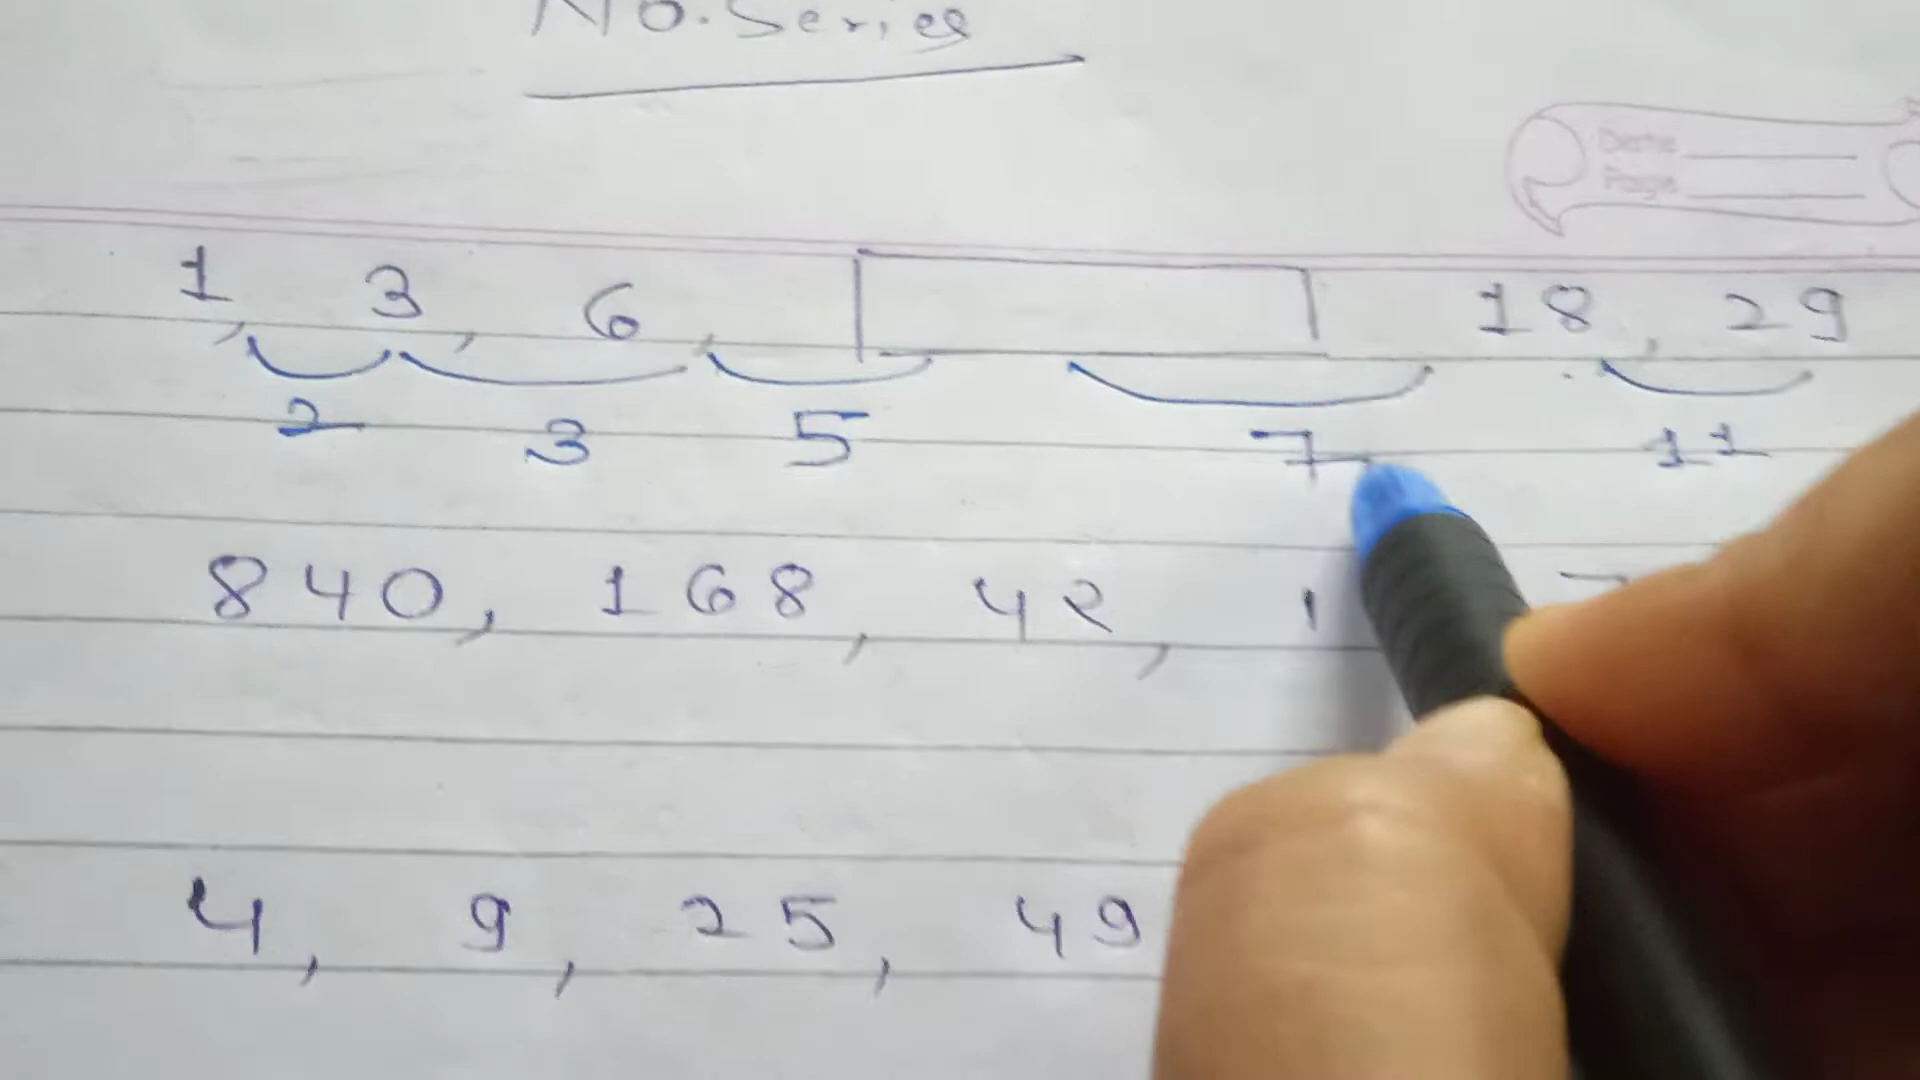 No. Series
Date
Page
1, 3, 6, 18, 29
2 3 5 7 11
840, 168, 42, 1
4, 9, 25, 49